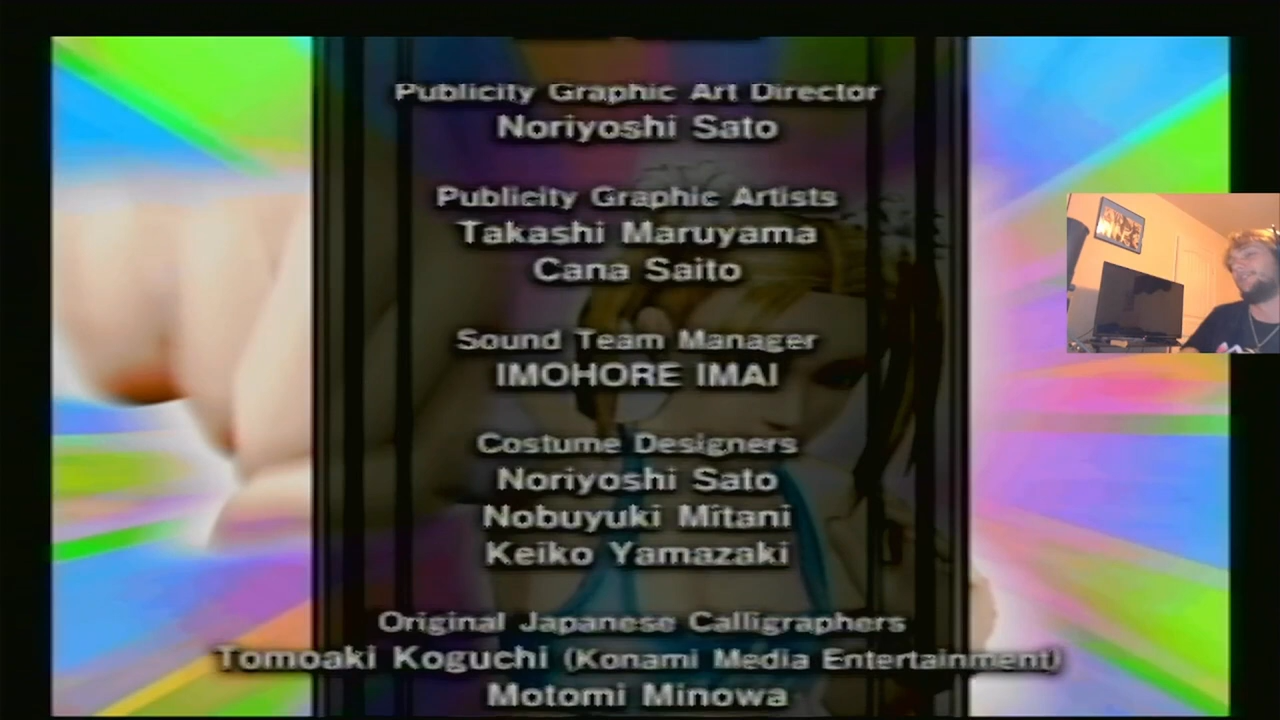 Publicity Graphic Art Director
Noriyoshi Sato
Publicity Graphic Artists
Takashi Maruyama
Cana Saito
Sound Team Manager
IMOHORE IMAI
Costume Designers
Noriyoshi Sato
Nobuyuki Mitani
Keiko Yamazaki
Original Japanese Calligraphers
Tomoaki Koguchi (Konami Media Entertainment)
Motomi Minowa